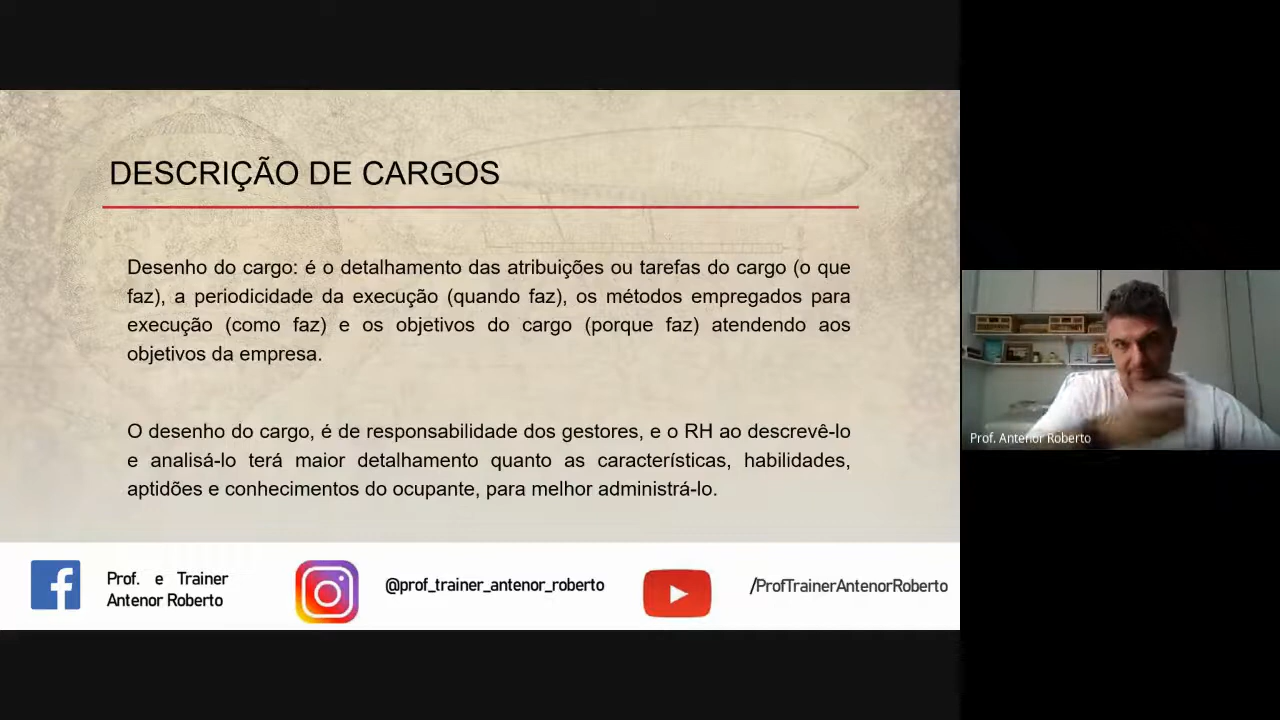 DESCRIÇÃO DE CARGOS
Desenho do cargo: é o detalhamento das atribuições ou tarefas do cargo (o que
faz), a periodicidade da execução (quando faz), os métodos empregados para
execução (como faz) e os objetivos do cargo (porque faz) atendendo aos
objetivos da empresa.
O desenho do cargo, é de responsabilidade dos gestores, e o RH ao descrevê-lo
e analisá-lo terá maior detalhamento quanto as características, habilidades,
aptidões e conhecimentos do ocupante, para melhor administrá-lo.
Prof. e Trainer
Antenor Roberto
@prof_trainer_antenor_roberto
/ProfTrainerAntenorRoberto
Prof. Antenor Roberto